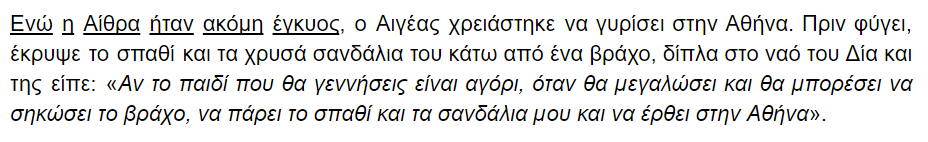 Ενώ η Αίθρα ήταν ακόμη έγκυος, ο Αιγέας χρειάστηκε να γυρίσει στην Αθήνα. Πριν φύγει,
έκρυψε το σπαθί και τα χρυσά σανδάλια του κάτω από ένα βράχο, δίπλα στο ναό του Δία και
της είπε: «Αν το παιδί που θα γεννήσεις είναι αγόρι, όταν θα μεγαλώσει και θα μπορέσει να
σηκώσει το βράχο, να πάρει το σπαθί και τα σανδάλια μου και να έρθει στην Αθήνα».